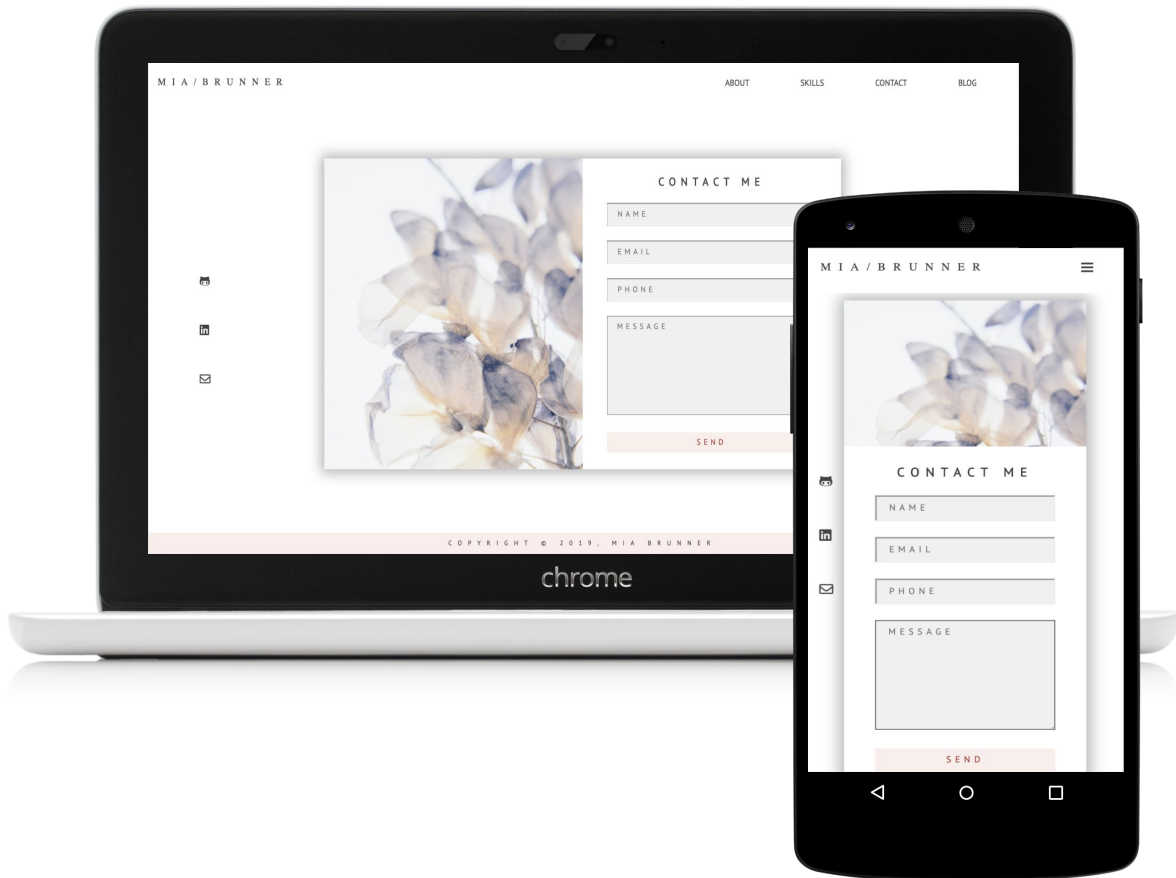 MIA/BRUNNER
ABOUT SKILLS CONTACT BLOG
CONTACT ME
NAME
EMAIL
PHONE
MESSAGE
SEND
COPYRIGHT © 2019, MIA BRUNNER
chrome
MIA/BRUNNER
CONTACT ME
NAME
EMAIL
PHONE
MESSAGE
SEND